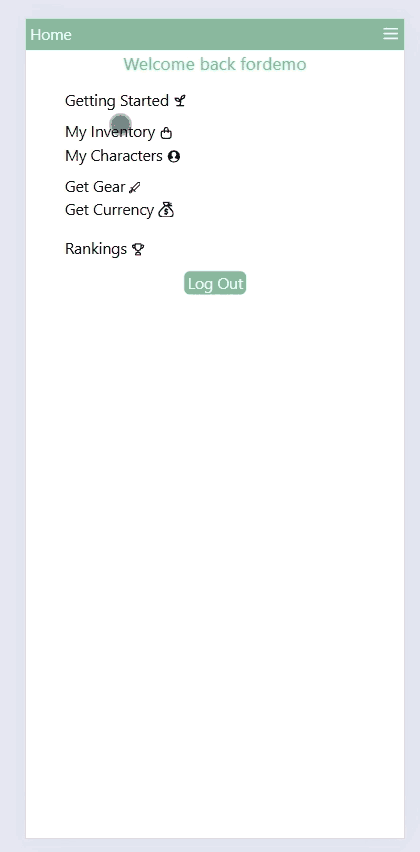 Home
Welcome back fordemo
Getting Started
My Inventory
My Characters
Get Gear
Get Currency
Rankings
Log Out